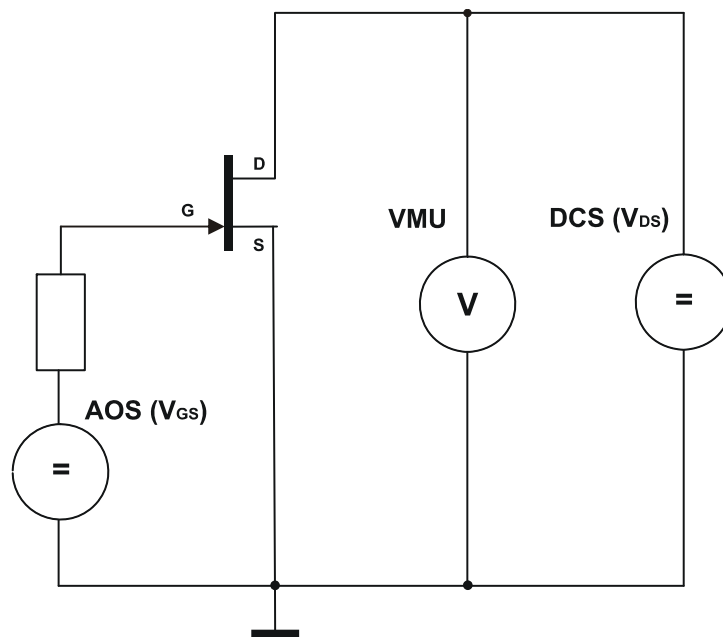 D
G
VMU
DCS (VDS)
S
V
=
AOS (VGS)
=